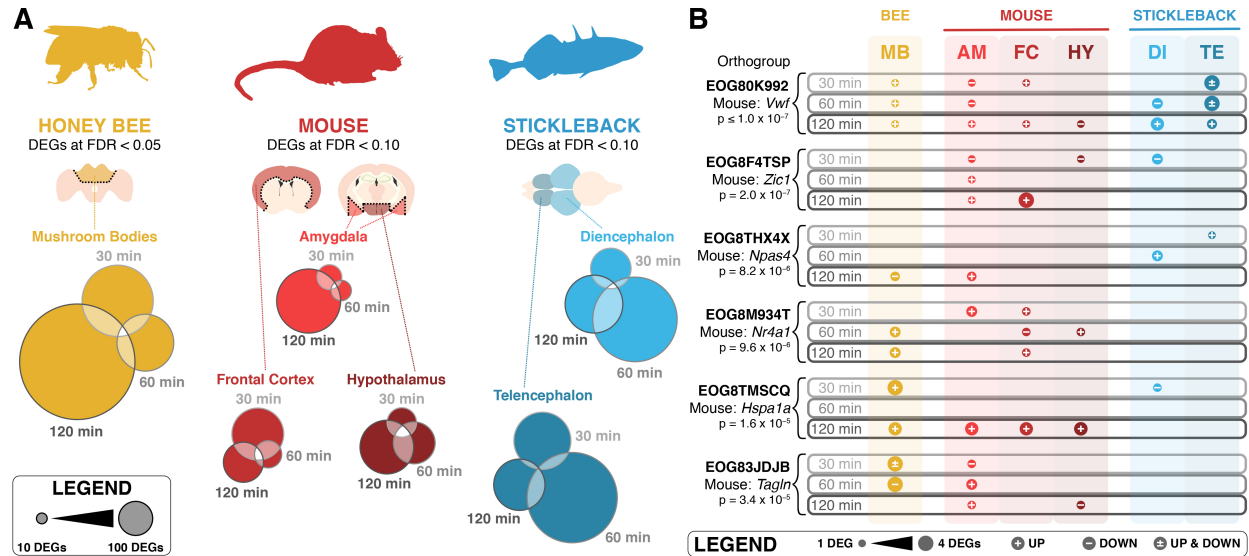 A
HONEY BEE
DEGs at FDR < 0.05
MOUSE
DEGs at FDR < 0.10
STICKLEBACK
DEGs at FDR < 0.10
Mushroom Bodies
30 min
60 min
120 min
Amygdala
30 min
60 min
120 min
Diencephalon
30 min
120 min
60 min
Frontal Cortex
30 min
60 min
120 min
Hypothalamus
30 min
60 min
120 min
Telencephalon
30 min
120 min
60 min
LEGEND
10 DEGs
100 DEGs
B
BEE
MOUSE
STICKLEBACK
Orthogroup
MB
AM
FC
HY
DI
TE
EOG80K992
Mouse: Vwf
p ≤ 1.0 x 10⁻⁷
30 min
60 min
120 min
EOG8F4TSP
Mouse: Zic1
p = 2.0 x 10⁻⁷
30 min
60 min
120 min
EOG8THX4X
Mouse: Npas4
p = 8.2 x 10⁻⁶
30 min
60 min
120 min
EOG8M934T
Mouse: Nr4a1
p = 9.6 x 10⁻⁶
30 min
60 min
120 min
EOG8TMSCQ
Mouse: Hspa1a
p = 1.6 x 10⁻⁵
30 min
60 min
120 min
EOG83JDJB
Mouse: Tagln
p = 3.4 x 10⁻⁵
30 min
60 min
120 min
LEGEND
1 DEG
4 DEGs
+ UP
− DOWN
± UP & DOWN